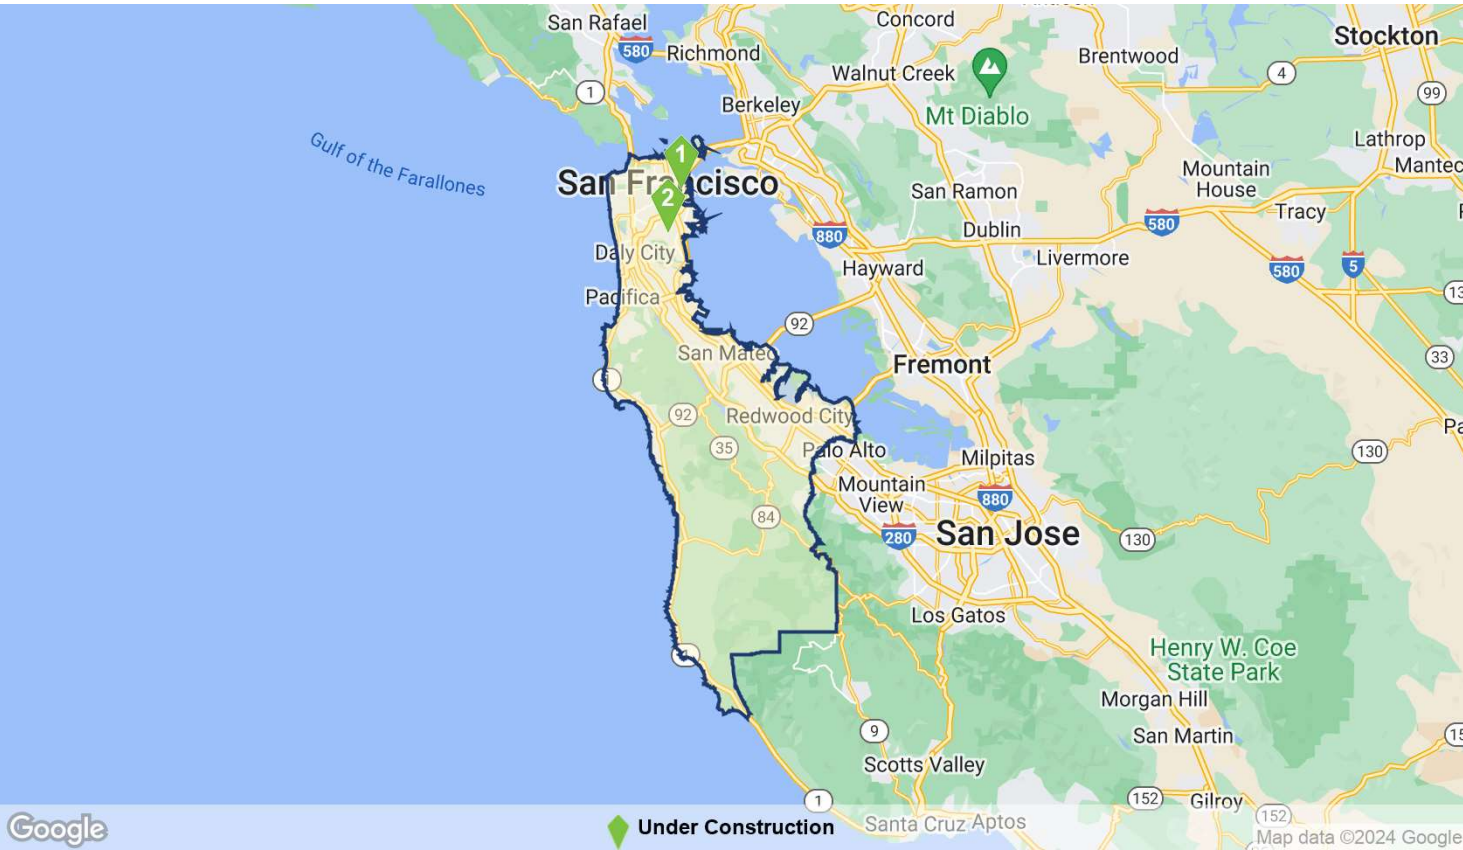 San Rafael
Concord
Stockton
580
Richmond
Brentwood
Walnut Creek
4
1
99
Berkeley
Mt Diablo
Gulf of the Farallones
Lathrop
1
Mountain
House
Mantec
San Francisco
San Ramon
2
Tracy
580
Dublin
880
Daly City
Livermore
Hayward
580
5
Pacifica
92
San Mateo
Fremont
33
92
Redwood City
35
Palo Alto
Milpitas
130
Mountain
View
880
84
280
San Jose
130
Los Gatos
Henry W. Coe
State Park
Morgan Hill
9
San Martin
Scotts Valley
1
152
Gilroy
Google
Under Construction
Santa Cruz
Aptos
152
Map data ©2024 Google